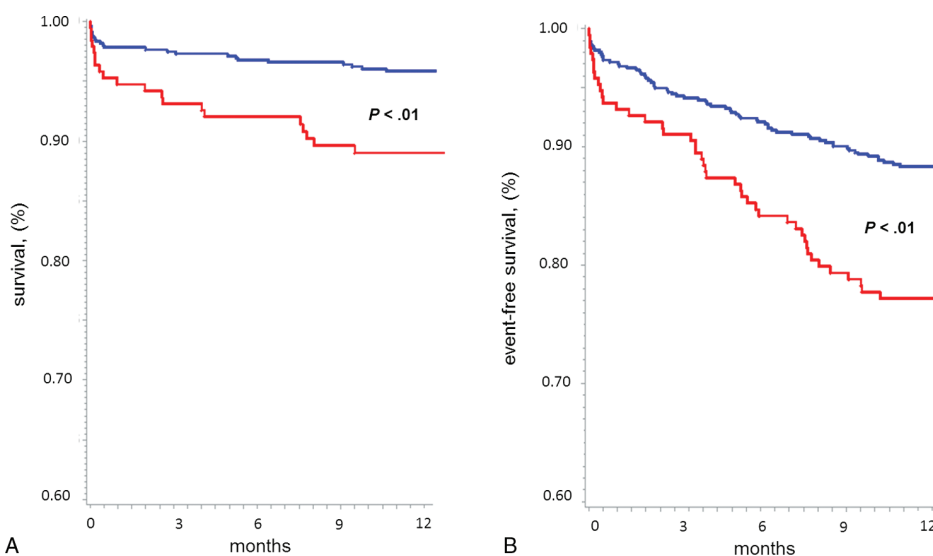 1.00
0.90
0.80
0.70
0.60
survival, (%)
P < .01
0 3 6 9 12
months
A
1.00
0.90
0.80
0.70
0.60
event-free survival, (%)
P < .01
0 3 6 9 12
months
B